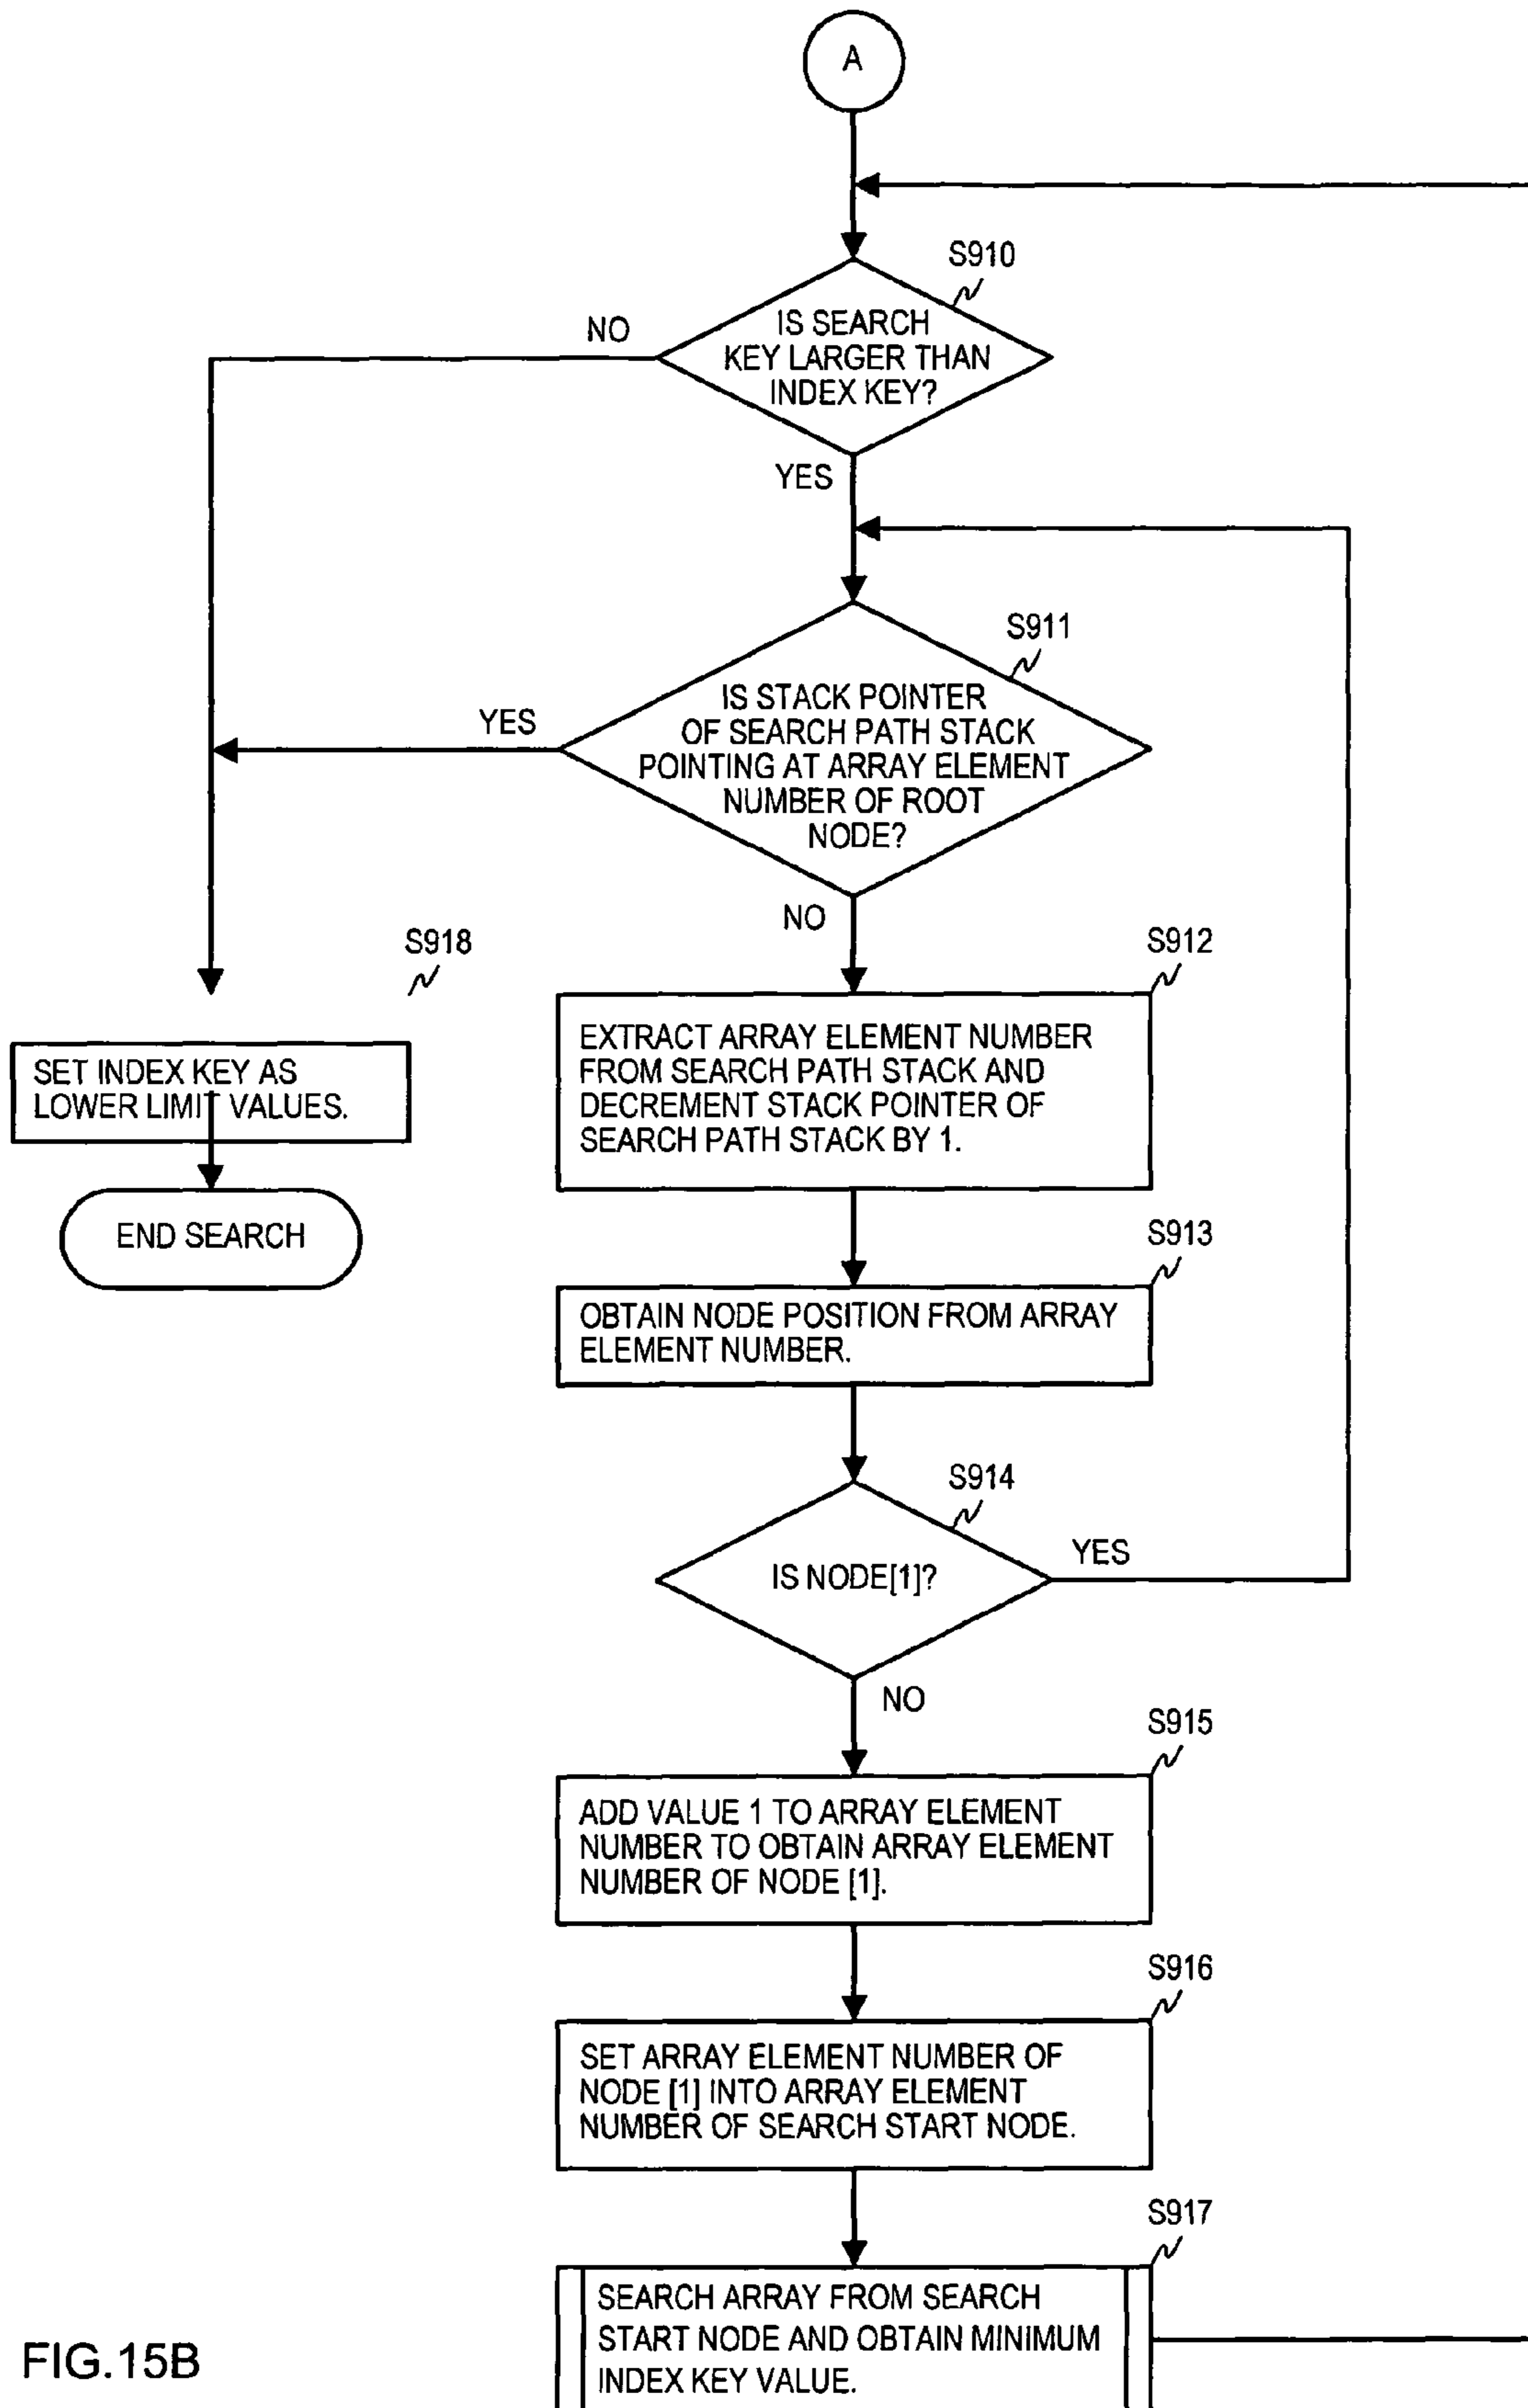 A
S910
NO
IS SEARCH
KEY LARGER THAN
INDEX KEY?
YES
S911
YES
IS STACK POINTER
OF SEARCH PATH STACK
POINTING AT ARRAY ELEMENT
NUMBER OF ROOT
NODE?
NO
S918
S912
EXTRACT ARRAY ELEMENT NUMBER
FROM SEARCH PATH STACK AND
DECREMENT STACK POINTER OF
SEARCH PATH STACK BY 1.
SET INDEX KEY AS
LOWER LIMIT VALUES.
END SEARCH
S913
OBTAIN NODE POSITION FROM ARRAY
ELEMENT NUMBER.
S914
IS NODE[1]?
YES
NO
S915
ADD VALUE 1 TO ARRAY ELEMENT
NUMBER TO OBTAIN ARRAY ELEMENT
NUMBER OF NODE [1].
S916
SET ARRAY ELEMENT NUMBER OF
NODE [1] INTO ARRAY ELEMENT
NUMBER OF SEARCH START NODE.
S917
SEARCH ARRAY FROM SEARCH
START NODE AND OBTAIN MINIMUM
INDEX KEY VALUE.
FIG.15B